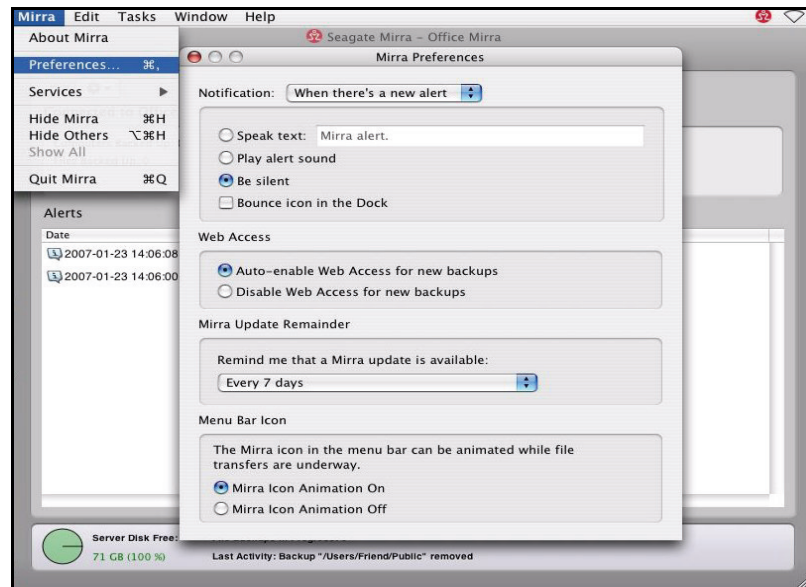 Mirra Edit Tasks Window Help
About Mirra
Preferences... ⌘,
Services
Hide Mirra ⌘H
Hide Others ⌥⌘H
Show All
Quit Mirra ⌘Q
Seagate Mirra – Office Mirra
Mirra Preferences
Notification: When there's a new alert
Speak text: Mirra alert.
Play alert sound
Be silent
Bounce icon in the Dock
Web Access
Auto-enable Web Access for new backups
Disable Web Access for new backups
Mirra Update Remainder
Remind me that a Mirra update is available:
Every 7 days
Menu Bar Icon
The Mirra icon in the menu bar can be animated while file
transfers are underway.
Mirra Icon Animation On
Mirra Icon Animation Off
Alerts
Date
2007-01-23 14:06:08
2007-01-23 14:06:00
Server Disk Free:
71 GB (100 %)
Last Activity: Backup "/Users/Friend/Public" removed